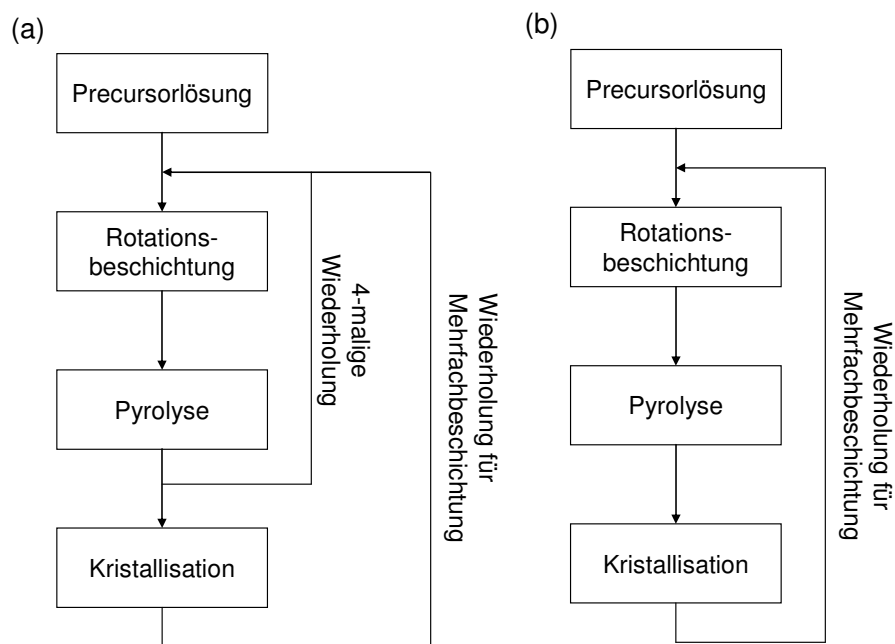 (a)
Precursorlösung
Rotations-
beschichtung
Pyrolyse
Kristallisation
4-malige
Wiederholung
Wiederholung für
Mehrfachbeschichtung
(b)
Precursorlösung
Rotations-
beschichtung
Pyrolyse
Kristallisation
Wiederholung für
Mehrfachbeschichtung